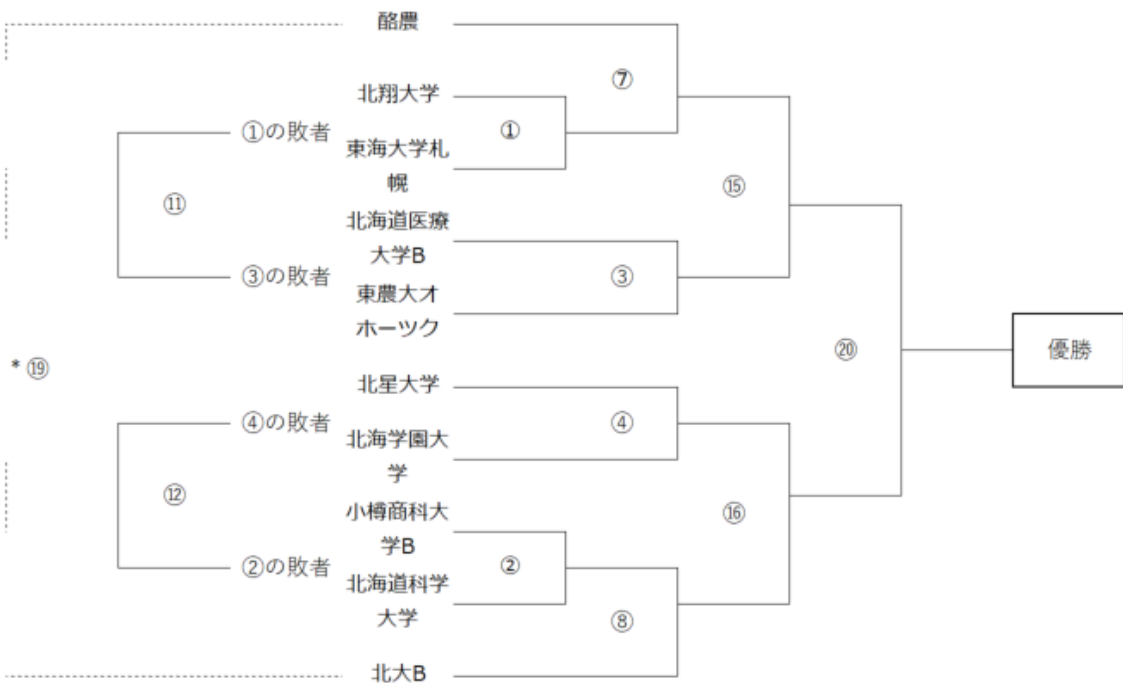 酪農
⑦
北翔大学
①の敗者
①
東海大学札
幌
⑮
⑪
北海道医療
大学B
③の敗者
③
東農大オ
ホーツク
⑳
優勝
* ⑲
北星大学
④の敗者
④
北海学園大
学
⑫
小樽商科大
学B
⑯
②の敗者
②
北海道科学
大学
⑧
北大B